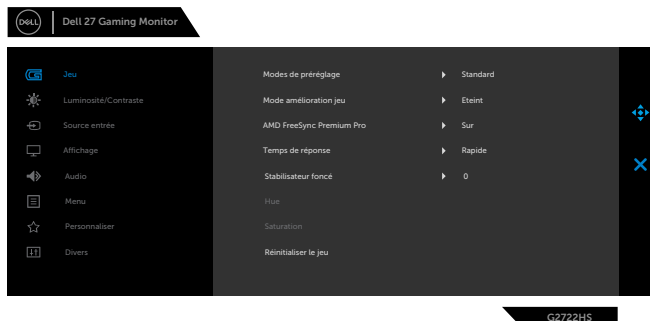 DELL
Dell 27 Gaming Monitor
Jeu
Modes de préréglage
Standard
Luminosité/Contraste
Mode amélioration jeu
Eteint
Source entrée
AMD FreeSync Premium Pro
Sur
Affichage
Temps de réponse
Rapide
Audio
Stabilisateur foncé
0
Menu
Hue
Personnaliser
Saturation
Divers
Réinitialiser le jeu
G2722HS